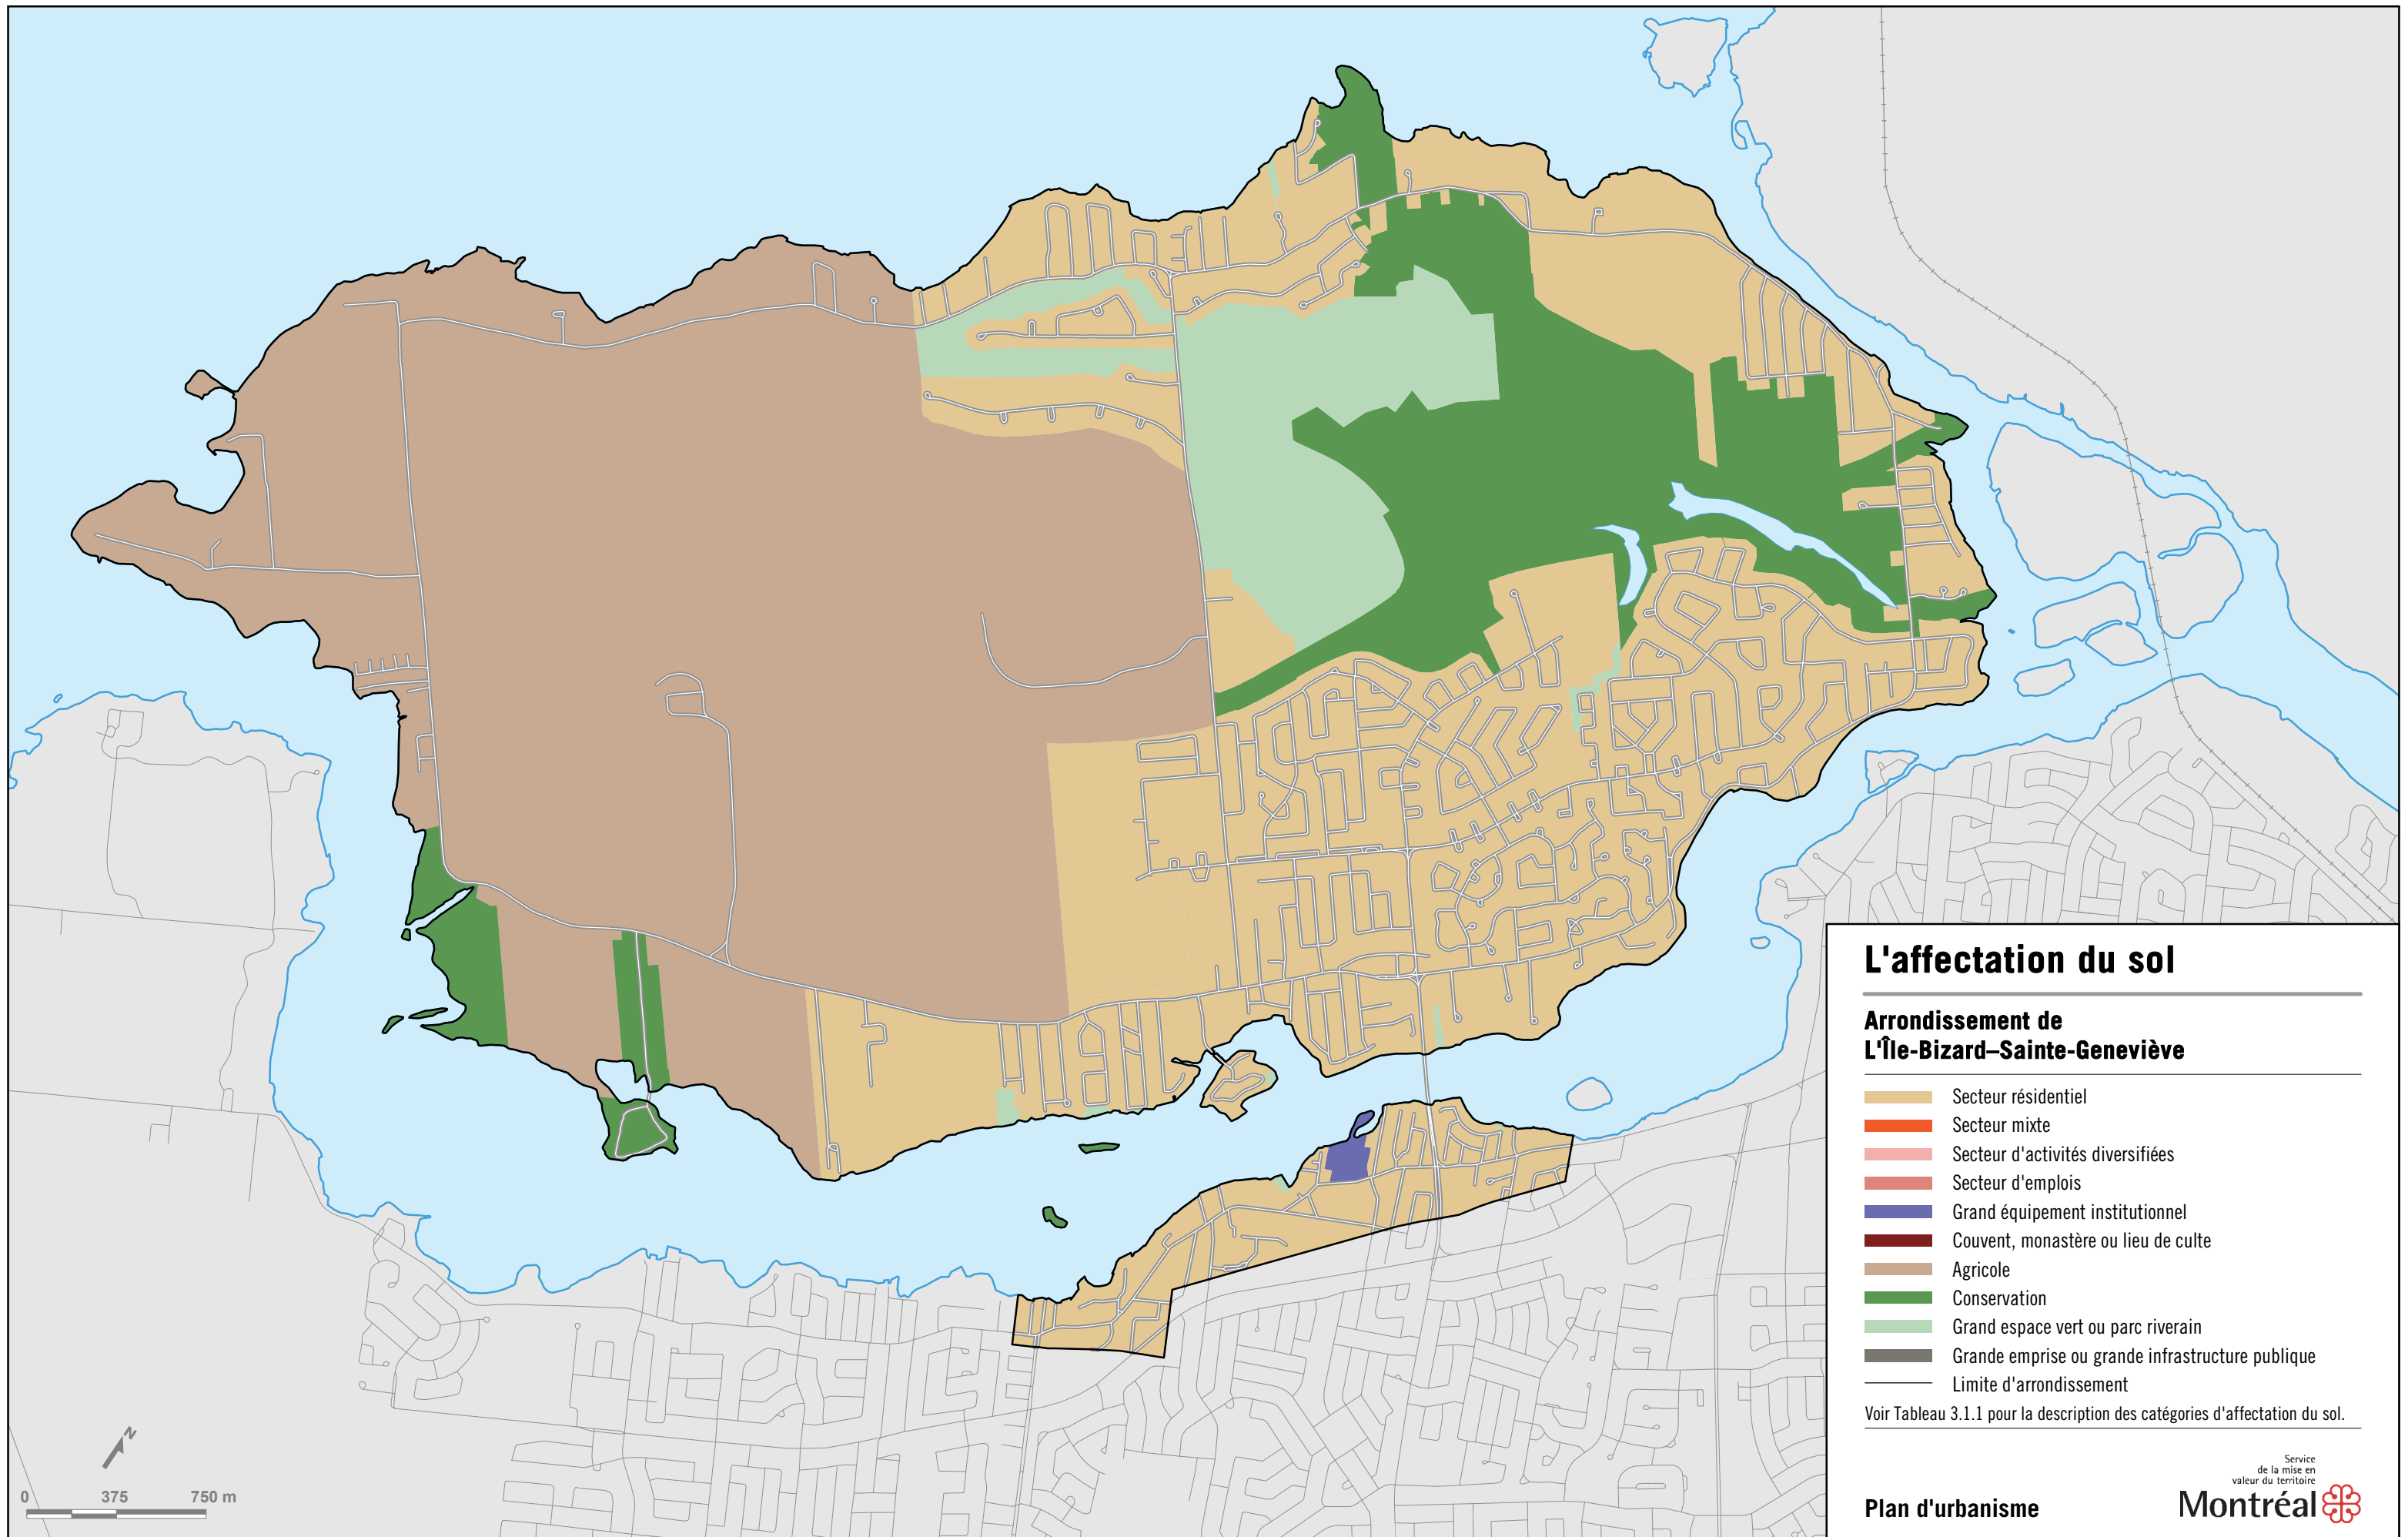 L'affectation du sol
Arrondissement de
L'Île-Bizard–Sainte-Geneviève
Secteur résidentiel
Secteur mixte
Secteur d'activités diversifiées
Secteur d'emplois
Grand équipement institutionnel
Couvent, monastère ou lieu de culte
Agricole
Conservation
Grand espace vert ou parc riverain
Grande emprise ou grande infrastructure publique
Limite d'arrondissement
Voir Tableau 3.1.1 pour la description des catégories d'affectation du sol.
Service
de la mise en
valeur du territoire
Plan d'urbanisme
Montréal
N
0 375 750 m